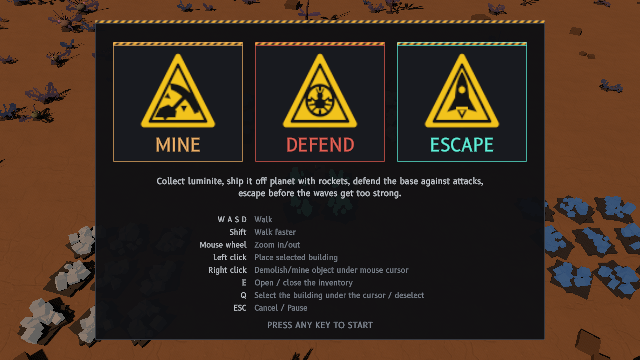 MINE DEFEND ESCAPE
Collect luminite, ship it off planet with rockets, defend the base against attacks,
escape before the waves get too strong.
W A S D Walk
Shift Walk faster
Mouse wheel Zoom in/out
Left click Place selected building
Right click Demolish/mine object under mouse cursor
E Open / close the inventory
Q Select the building under the cursor / deselect
ESC Cancel / Pause
PRESS ANY KEY TO START